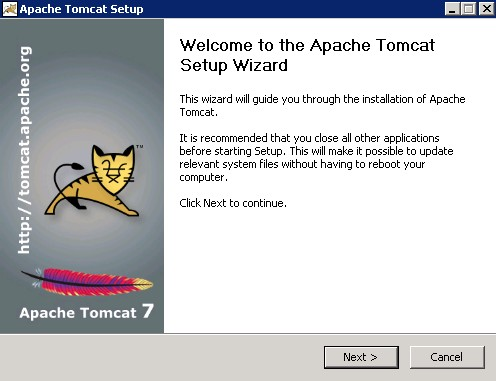 Apache Tomcat Setup
http://tomcat.apache.org
TM
Apache Tomcat 7
Welcome to the Apache Tomcat
Setup Wizard
This wizard will guide you through the installation of Apache
Tomcat.
It is recommended that you close all other applications
before starting Setup. This will make it possible to update
relevant system files without having to reboot your
computer.
Click Next to continue.
Next >
Cancel